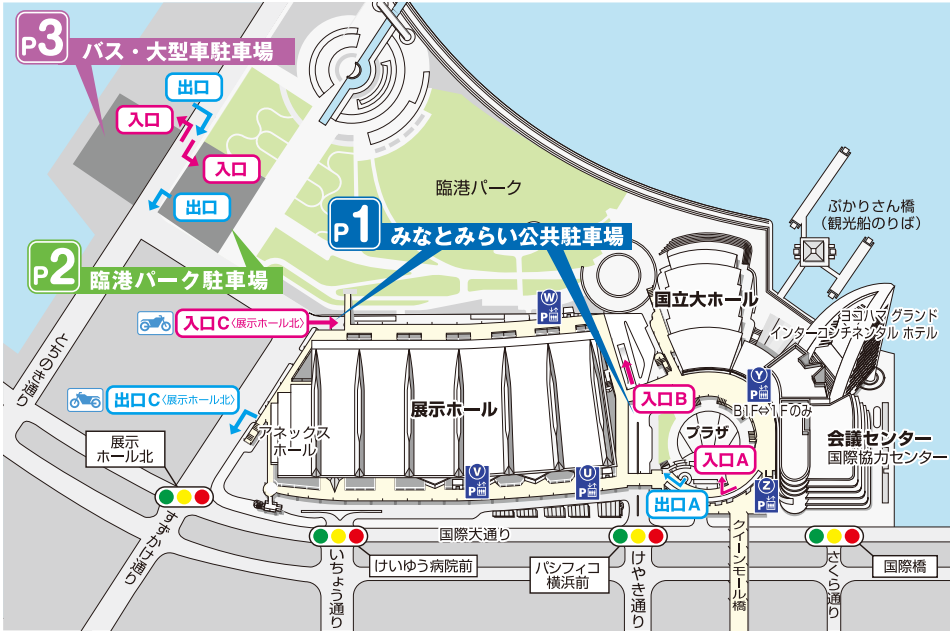 P3
バス・大型車駐車場
出口
入口
入口
出口
臨港パーク
P1
みなとみらい公共駐車場
ぷかりさん橋
（観光船のりば）
P2
臨港パーク駐車場
国立大ホール
W
P
ヨコハマ グランド
インターコンチネンタル ホテル
入口C〈展示ホール北〉
とちのき通り
出口C〈展示ホール北〉
展示ホール
入口B
Y
P
B1F⇔1Fのみ
プラザ
会議センター
国際協力センター
アネックス
ホール
展示
ホール北
入口A
V
P
U
P
Z
P
出口A
すずかけ通り
国際大通り
クイーンモール橋
けいゆう病院前
いちょう通り
パシフィコ
横浜前
けやき通り
さくら通り
国際橋